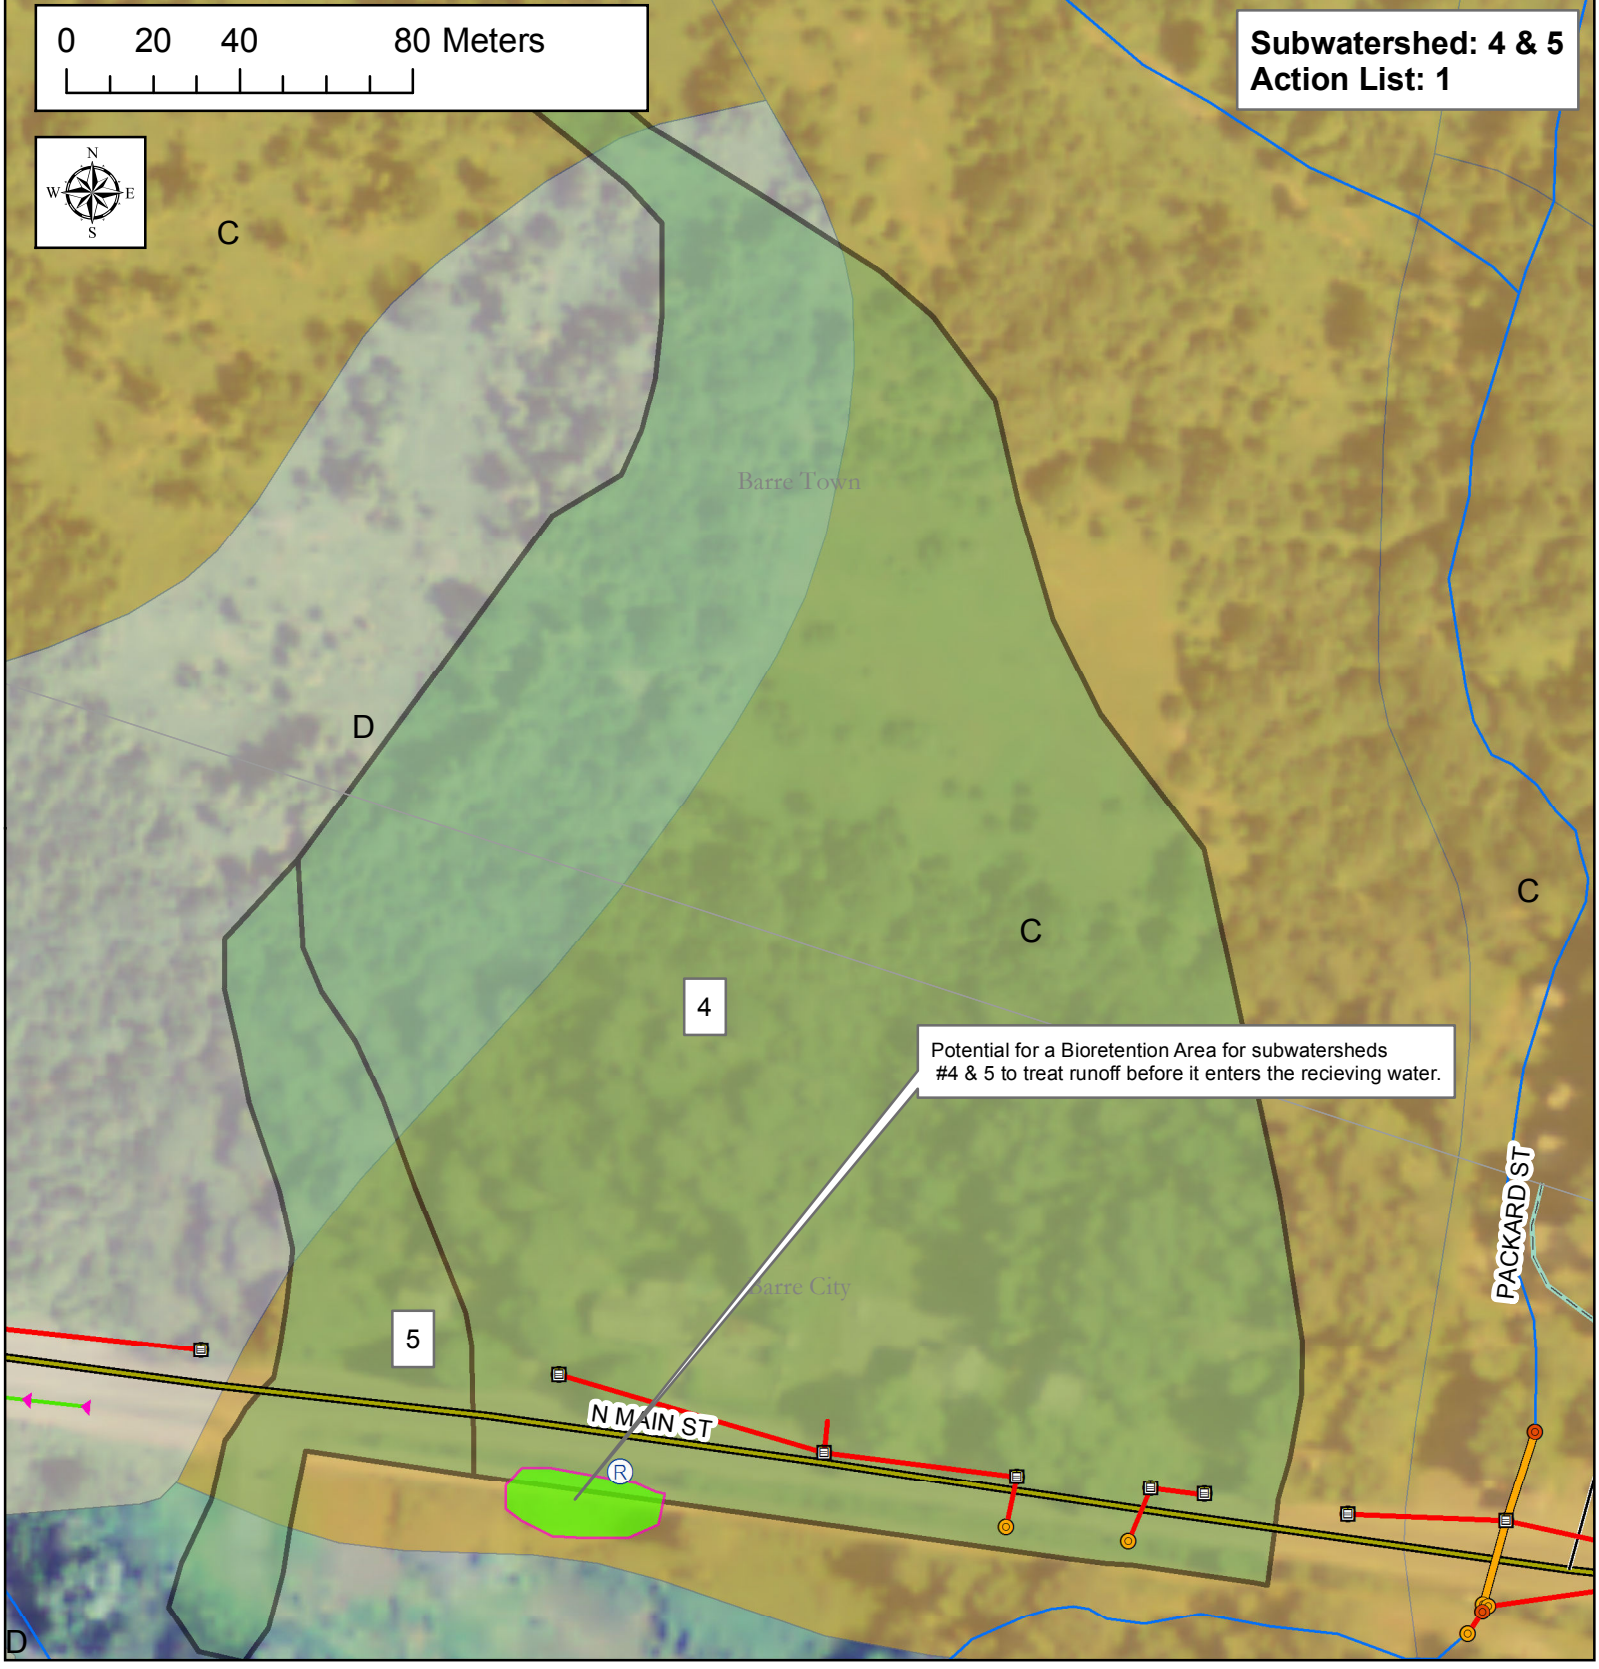 0 20 40 80 Meters
Subwatershed: 4 & 5
Action List: 1
N
W E
S
C
Barre Town
D
C
C
4
Potential for a Bioretention Area for subwatersheds
#4 & 5 to treat runoff before it enters the recieving water.
PACKARD ST
Barre City
5
N MAIN ST
R
D